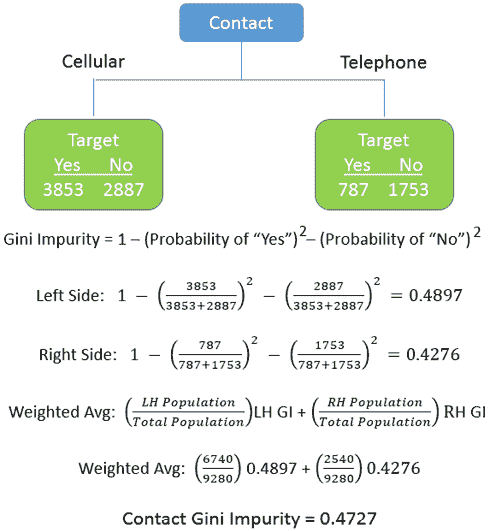 Contact
Cellular Telephone
Target Target
Yes No Yes No
3853 2887 787 1753
Gini Impurity = 1 – (Probability of “Yes”)²– (Probability of “No”)²
Left Side: 1 − (3853/(3853+2887))² − (2887/(3853+2887))² = 0.4897
Right Side: 1 − (787/(787+1753))² − (1753/(787+1753))² = 0.4276
Weighted Avg: (LH Population/Total Population)LH GI + (RH Population/Total Population) RH GI
Weighted Avg: (6740/9280) 0.4897 + (2540/9280) 0.4276
Contact Gini Impurity = 0.4727